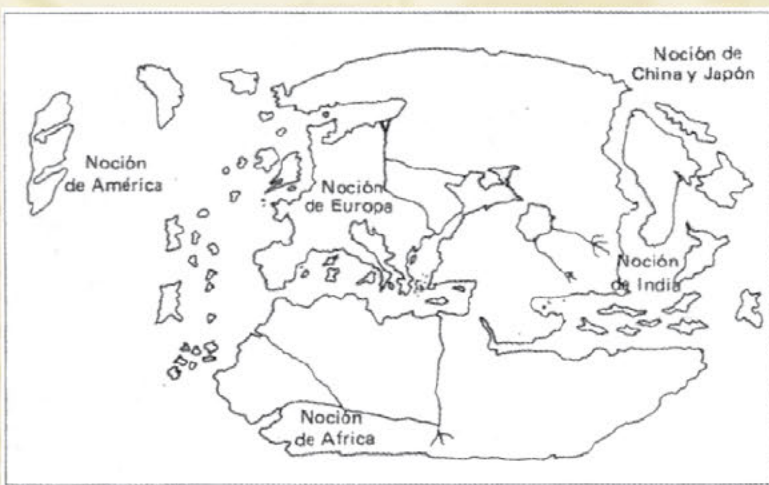 Noción de
China y Japón
Noción
de América
Noción
de Europa
Noción
de India
Noción
de Africa